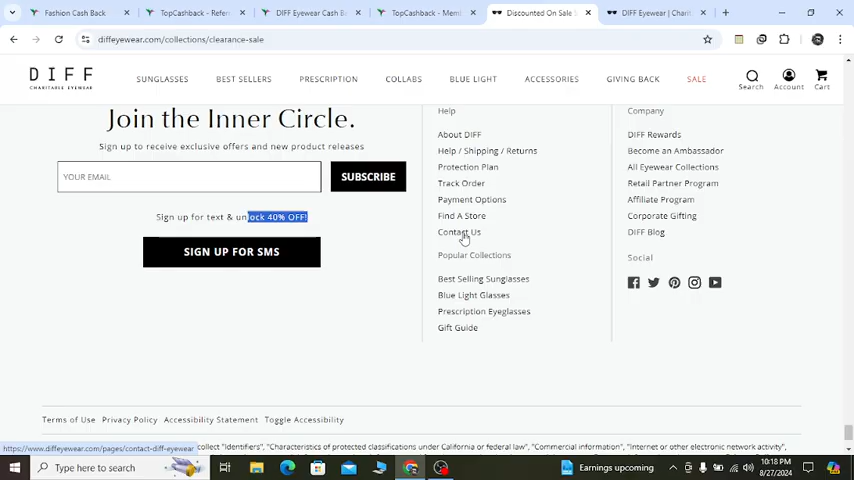 Fashion Cash Back
TopCashback - Refer
DIFF Eyewear Cash B
TopCashback - Mem
Discounted On Sale S
DIFF Eyewear | Charit
diffeyewear.com/collections/clearance-sale
DIFF
CHARITABLE EYEWEAR
SUNGLASSES
BEST SELLERS
PRESCRIPTION
COLLABS
BLUE LIGHT
ACCESSORIES
GIVING BACK
SALE
Search
Account
Cart
Join the Inner Circle.
Sign up to receive exclusive offers and new product releases
YOUR EMAIL
SUBSCRIBE
Sign up for text & unlock 40% OFF!
SIGN UP FOR SMS
Help
About DIFF
Help / Shipping / Returns
Protection Plan
Track Order
Payment Options
Find A Store
Contact Us
Popular Collections
Best Selling Sunglasses
Blue Light Glasses
Prescription Eyeglasses
Gift Guide
Company
DIFF Rewards
Become an Ambassador
All Eyewear Collections
Retail Partner Program
Affiliate Program
Corporate Gifting
DIFF Blog
Social
Terms of Use Privacy Policy Accessibility Statement Toggle Accessibility
https://www.diffeyewear.com/pages/contact-diff-eyewear
collect "Identifiers", "Characteristics of protected classifications under California or federal law", "Commercial information", "Internet or other electronic network activity",
Type here to search
Earnings upcoming
10:18 PM
8/27/2024